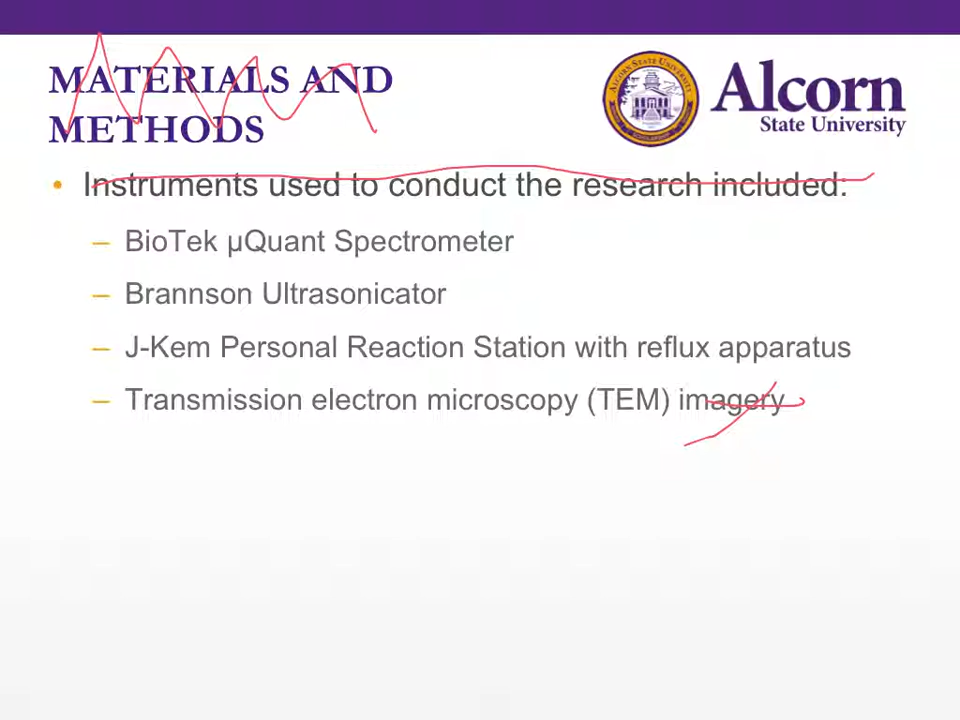 MATERIALS AND
METHODS
Alcorn
State University
• Instruments used to conduct the research included:
– BioTek µQuant Spectrometer
– Brannson Ultrasonicator
– J-Kem Personal Reaction Station with reflux apparatus
– Transmission electron microscopy (TEM) imagery